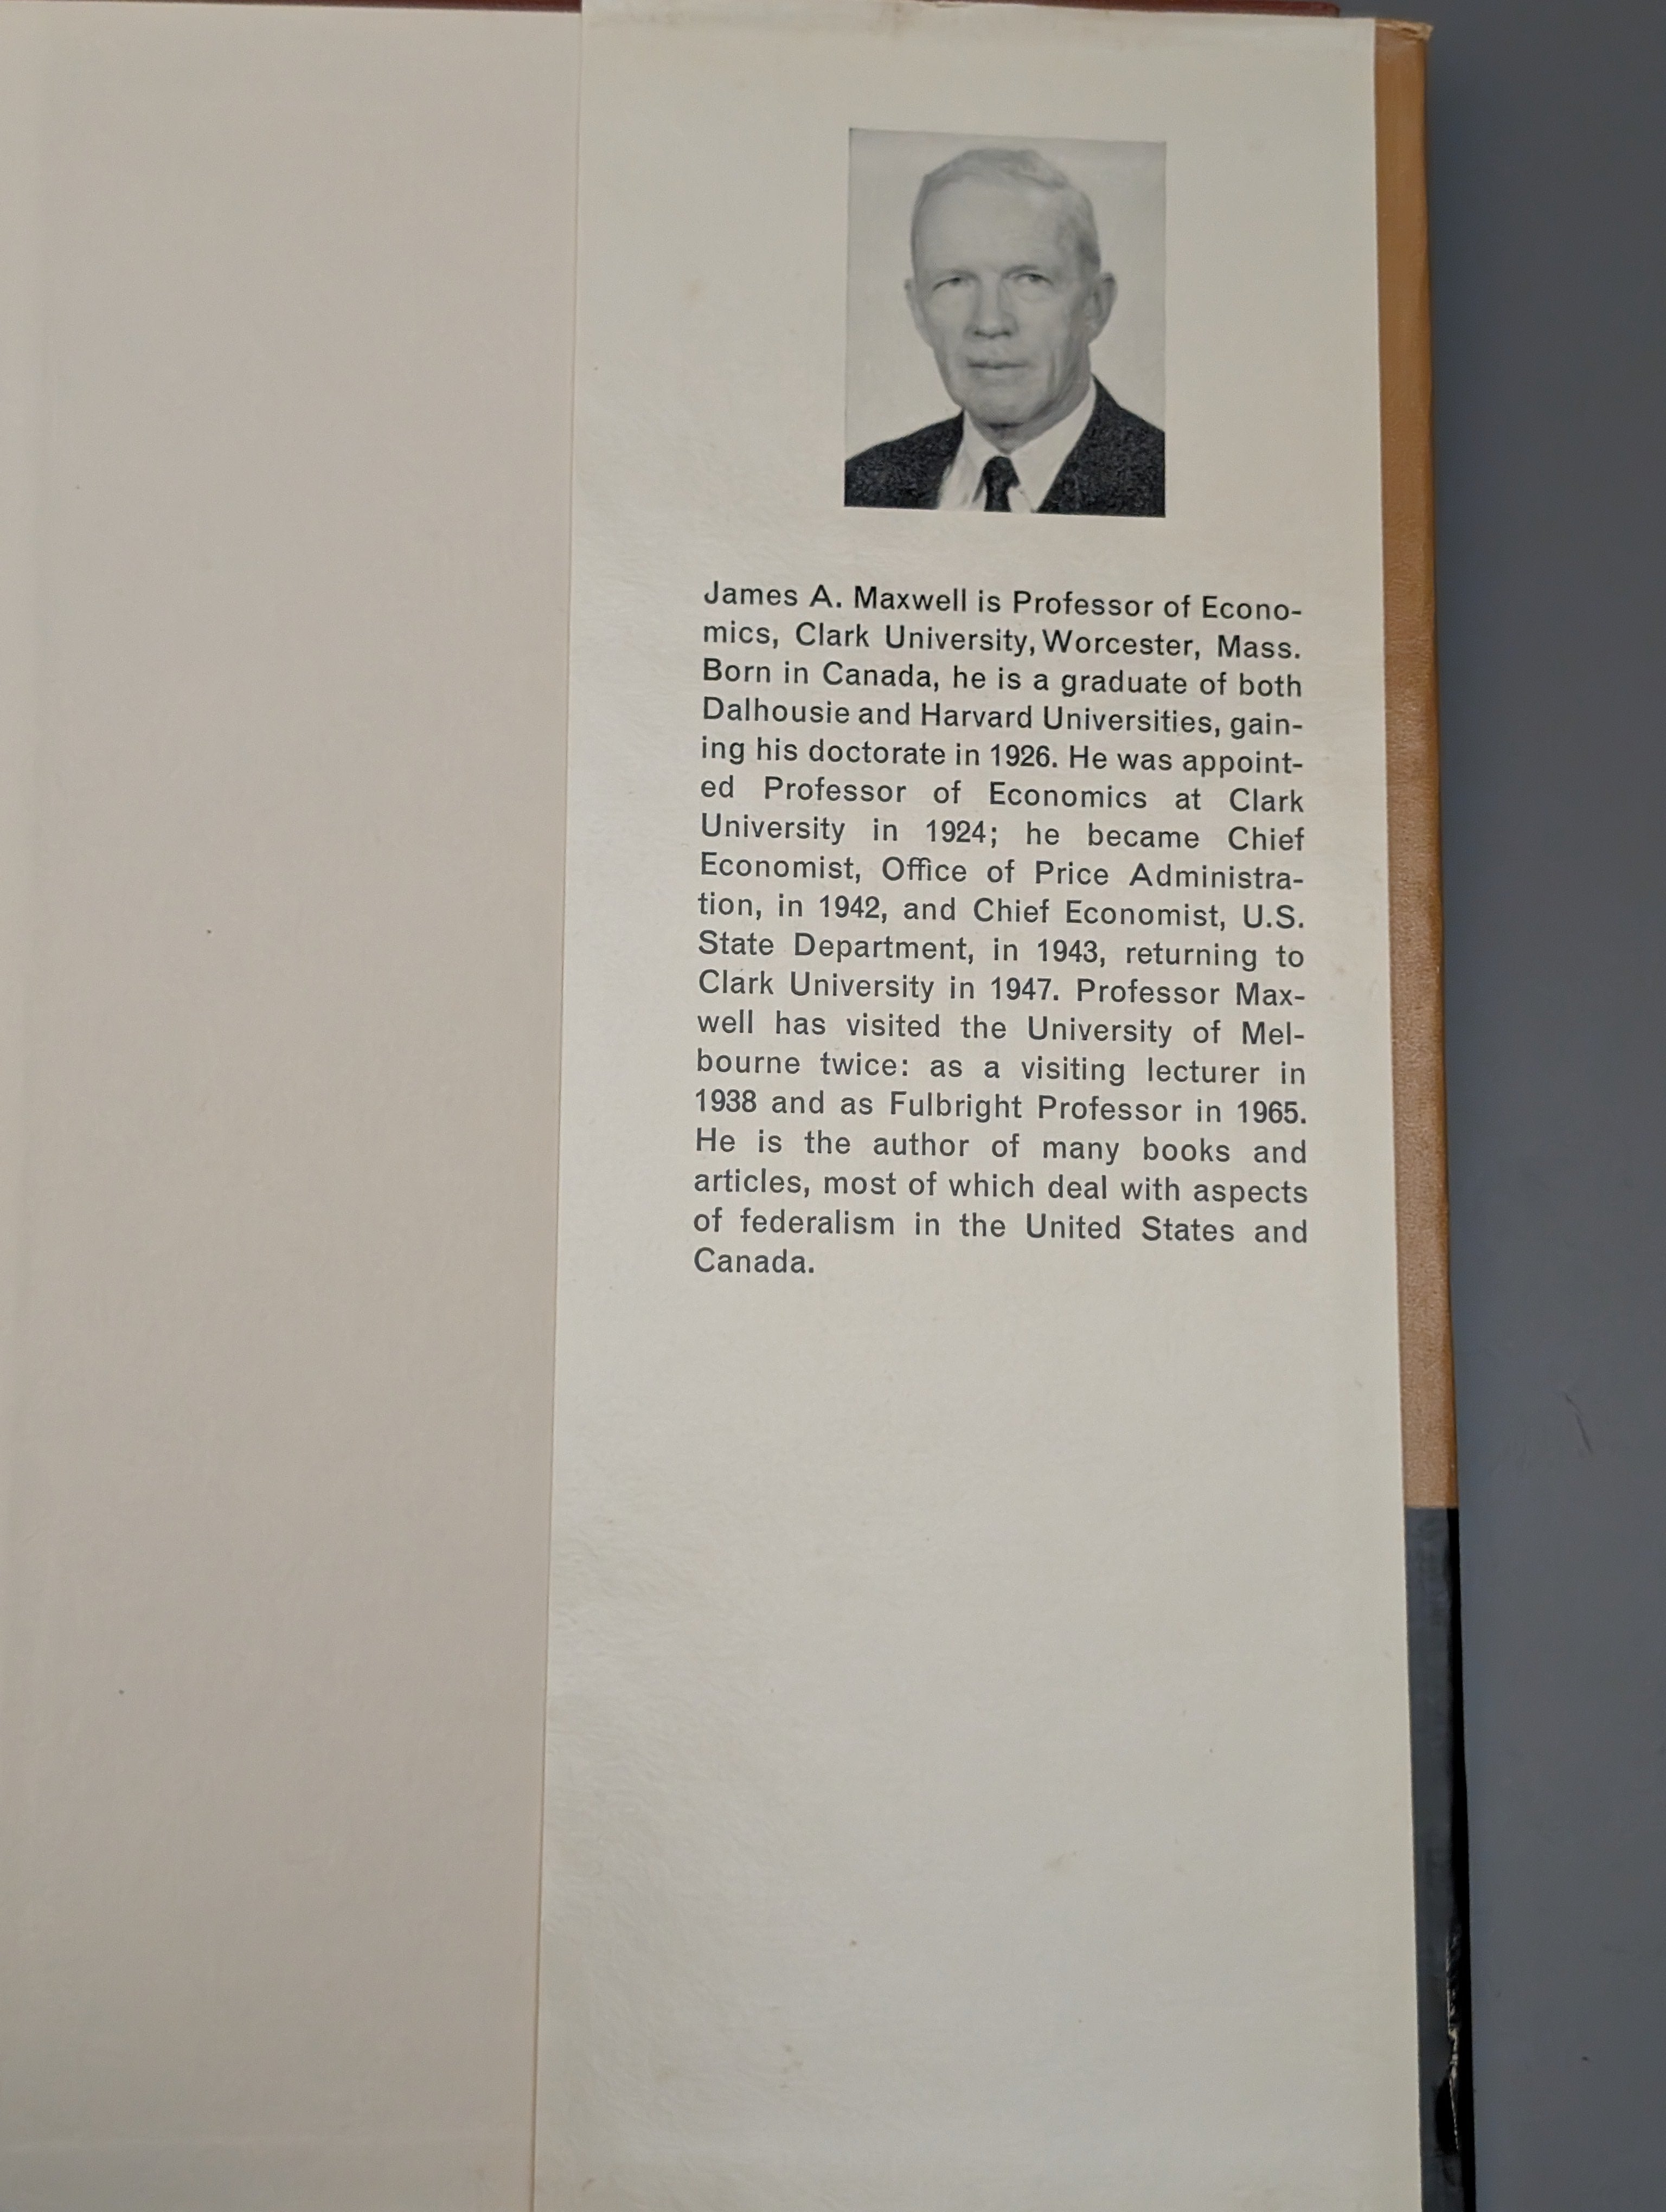 James A. Maxwell is Professor of Econo-
mics, Clark University, Worcester, Mass.
Born in Canada, he is a graduate of both
Dalhousie and Harvard Universities, gain-
ing his doctorate in 1926. He was appoint-
ed Professor of Economics at Clark
University in 1924; he became Chief
Economist, Office of Price Administra-
tion, in 1942, and Chief Economist, U.S.
State Department, in 1943, returning to
Clark University in 1947. Professor Max-
well has visited the University of Mel-
bourne twice: as a visiting lecturer in
1938 and as Fulbright Professor in 1965.
He is the author of many books and
articles, most of which deal with aspects
of federalism in the United States and
Canada.